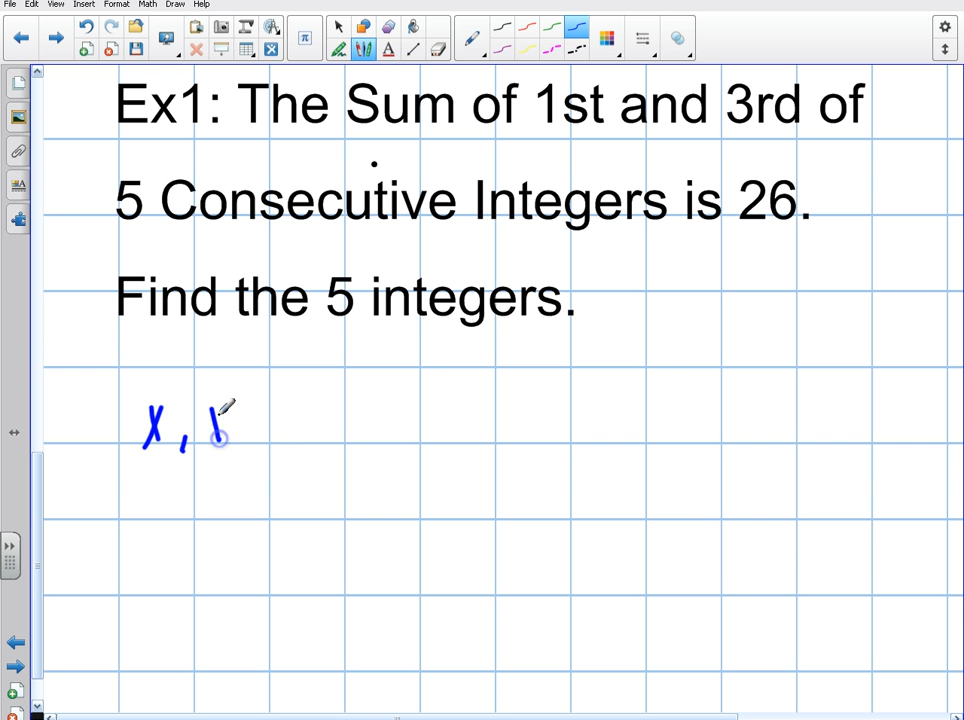 File Edit View Insert Format Math Draw Help
Ex1: The Sum of 1st and 3rd of
5 Consecutive Integers is 26.
Find the 5 integers.
x ,